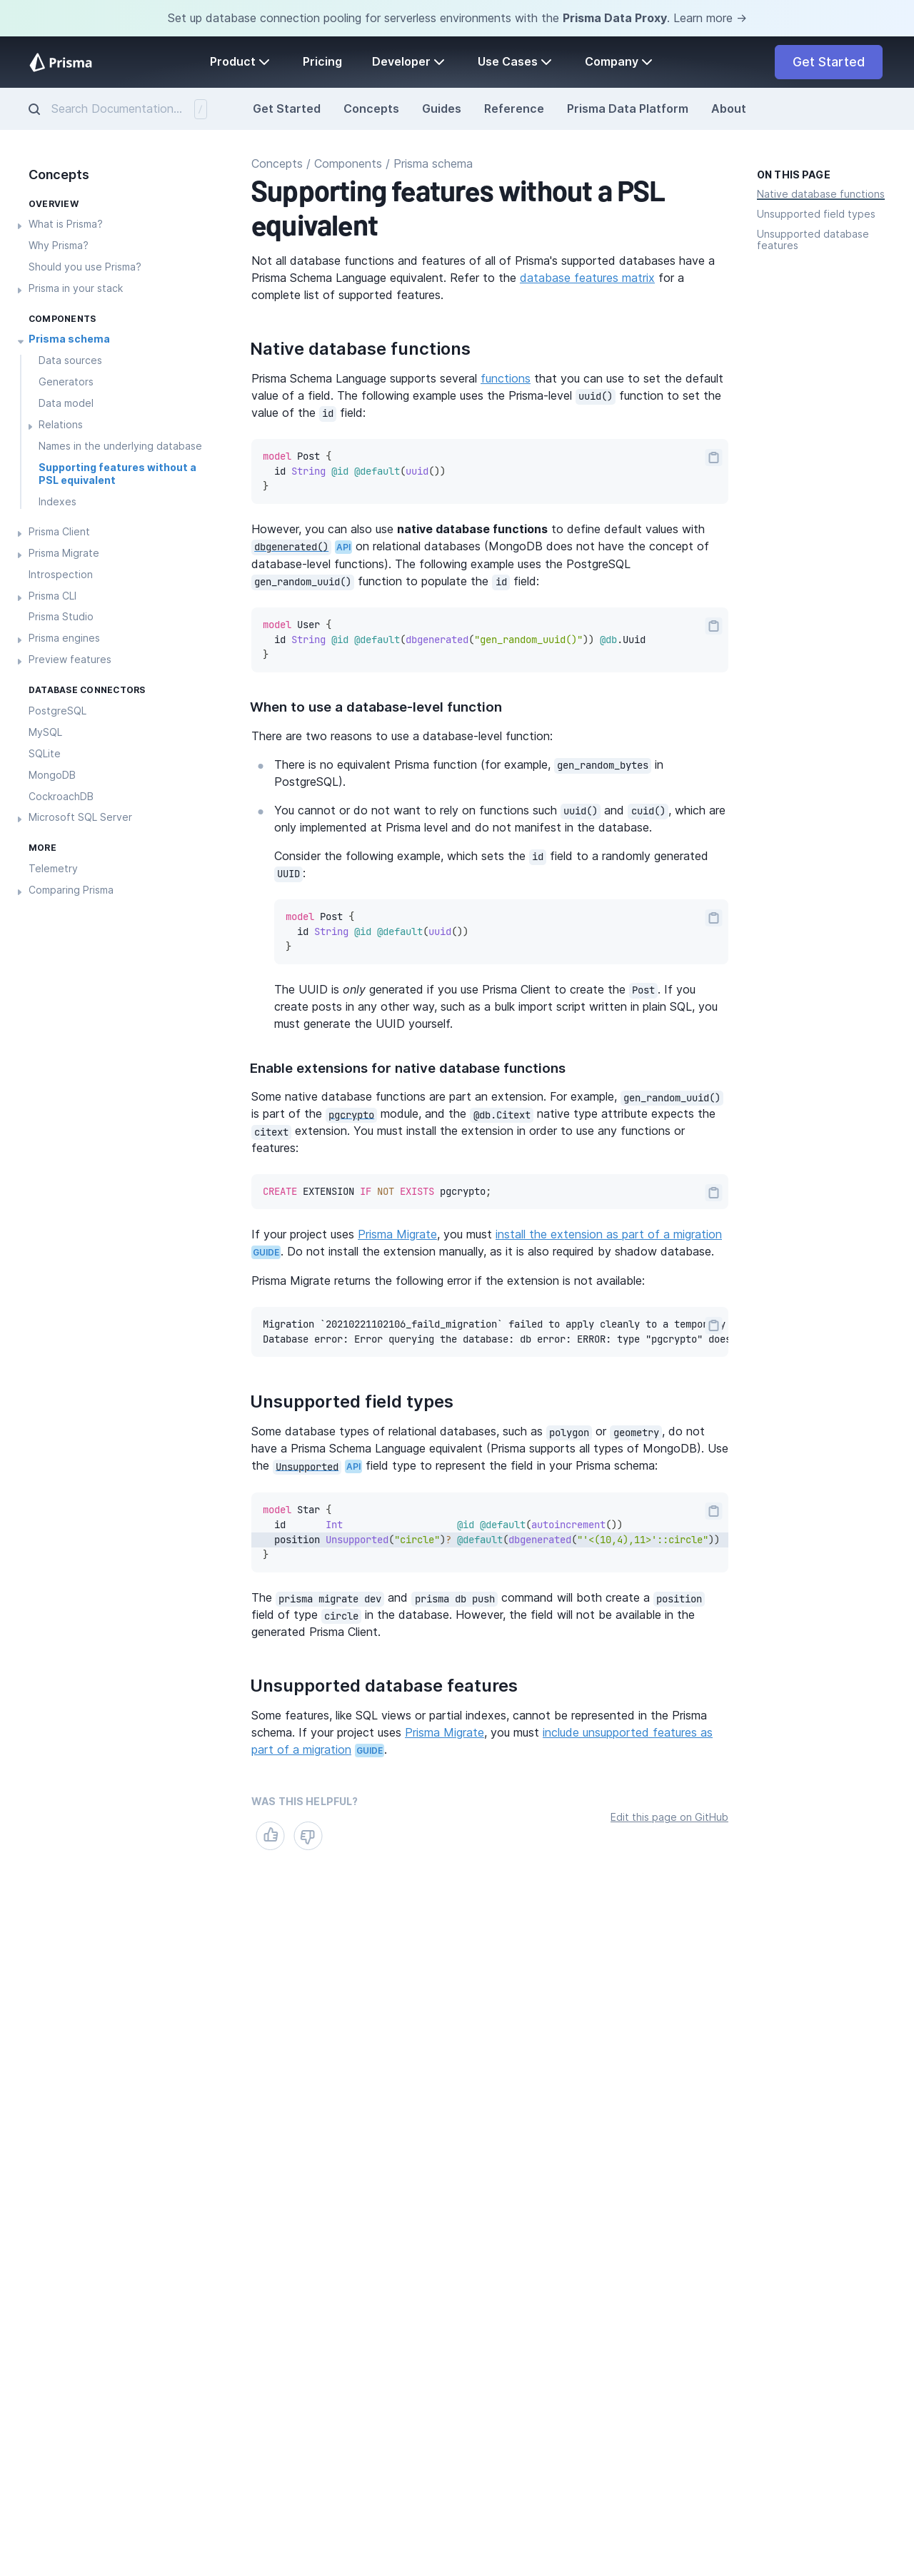 Set up database connection pooling for serverless environments with the Prisma Data Proxy. Learn more →
Prisma
Product
Pricing
Developer
Use Cases
Company
Get Started
Search Documentation...
/
Get Started
Concepts
Guides
Reference
Prisma Data Platform
About
Concepts
OVERVIEW
What is Prisma?
Why Prisma?
Should you use Prisma?
Prisma in your stack
COMPONENTS
Prisma schema
Data sources
Generators
Data model
Relations
Names in the underlying database
Supporting features without a
PSL equivalent
Indexes
Prisma Client
Prisma Migrate
Introspection
Prisma CLI
Prisma Studio
Prisma engines
Preview features
DATABASE CONNECTORS
PostgreSQL
MySQL
SQLite
MongoDB
CockroachDB
Microsoft SQL Server
MORE
Telemetry
Comparing Prisma
Concepts / Components / Prisma schema
Supporting features without a PSL
equivalent
Not all database functions and features of all of Prisma's supported databases have a
Prisma Schema Language equivalent. Refer to the database features matrix for a
complete list of supported features.
Native database functions
Prisma Schema Language supports several functions that you can use to set the default
value of a field. The following example uses the Prisma-level uuid() function to set the
value of the id field:
model Post {
id String @id @default(uuid())
}
However, you can also use native database functions to define default values with
dbgenerated() API on relational databases (MongoDB does not have the concept of
database-level functions). The following example uses the PostgreSQL
gen_random_uuid() function to populate the id field:
model User {
id String @id @default(dbgenerated("gen_random_uuid()")) @db.Uuid
}
When to use a database-level function
There are two reasons to use a database-level function:
There is no equivalent Prisma function (for example, gen_random_bytes in
PostgreSQL).
You cannot or do not want to rely on functions such uuid() and cuid(), which are
only implemented at Prisma level and do not manifest in the database.
Consider the following example, which sets the id field to a randomly generated
UUID:
model Post {
id String @id @default(uuid())
}
The UUID is only generated if you use Prisma Client to create the Post. If you
create posts in any other way, such as a bulk import script written in plain SQL, you
must generate the UUID yourself.
Enable extensions for native database functions
Some native database functions are part an extension. For example, gen_random_uuid()
is part of the pgcrypto module, and the @db.Citext native type attribute expects the
citext extension. You must install the extension in order to use any functions or
features:
CREATE EXTENSION IF NOT EXISTS pgcrypto;
If your project uses Prisma Migrate, you must install the extension as part of a migration
GUIDE. Do not install the extension manually, as it is also required by shadow database.
Prisma Migrate returns the following error if the extension is not available:
Migration `20210221102106_faild_migration` failed to apply cleanly to a temporary
Database error: Error querying the database: db error: ERROR: type "pgcrypto" does
Unsupported field types
Some database types of relational databases, such as polygon or geometry, do not
have a Prisma Schema Language equivalent (Prisma supports all types of MongoDB). Use
the Unsupported API field type to represent the field in your Prisma schema:
model Star {
id Int @id @default(autoincrement())
position Unsupported("circle")? @default(dbgenerated("'<(10,4),11>'::circle"))
}
The prisma migrate dev and prisma db push command will both create a position
field of type circle in the database. However, the field will not be available in the
generated Prisma Client.
Unsupported database features
Some features, like SQL views or partial indexes, cannot be represented in the Prisma
schema. If your project uses Prisma Migrate, you must include unsupported features as
part of a migration GUIDE.
WAS THIS HELPFUL?
Edit this page on GitHub
ON THIS PAGE
Native database functions
Unsupported field types
Unsupported database
features